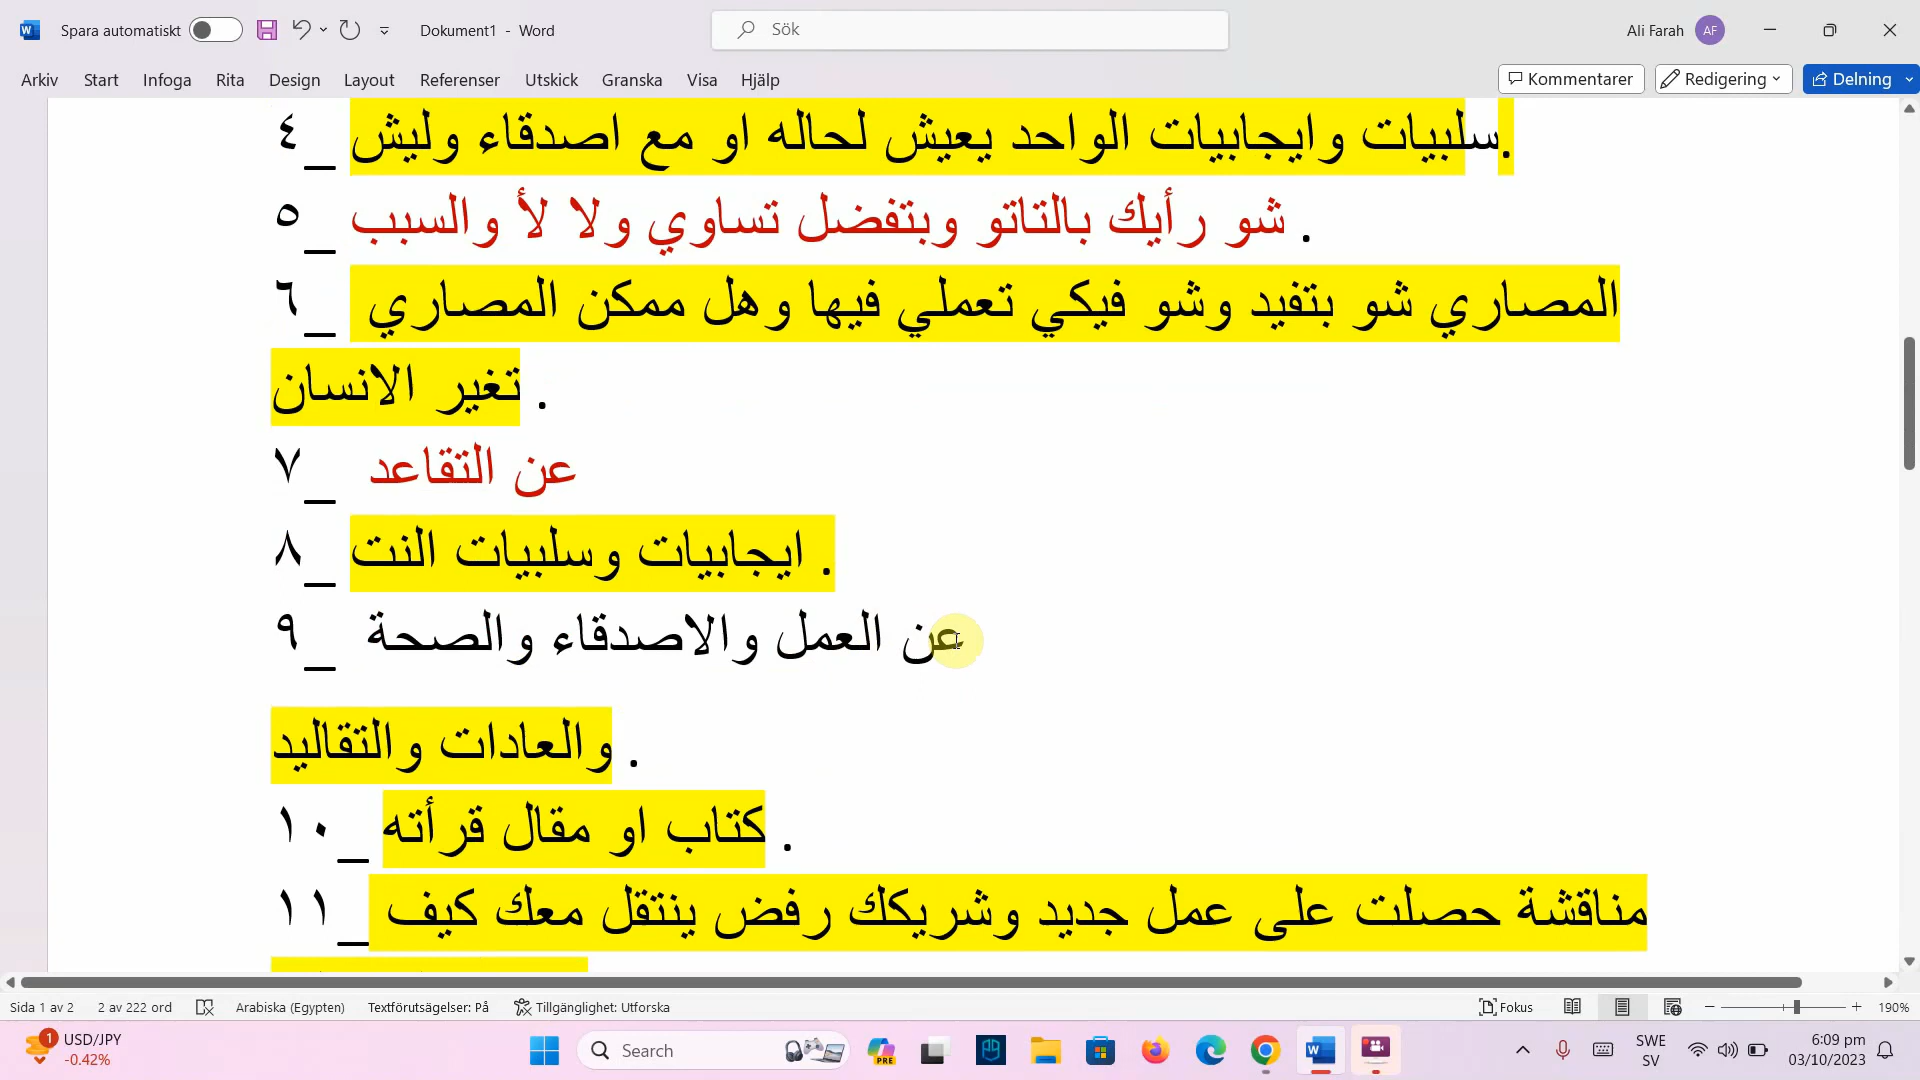 Spara automatiskt
Dokument1 - Word
Sök
Ali Farah
AF
Arkiv Start Infoga Rita Design Layout Referenser Utskick Granska Visa Hjälp
Kommentarer
Redigering
Delning
٤_ سلبيات وايجابيات الواحد يعيش لحاله او مع اصدقاء وليش.
٥_ شو رأيك بالتاتو وبتفضل تساوي ولا لأ والسبب .
٦_ المصاري شو بتفيد وشو فيكي تعملي فيها وهل ممكن المصاري
تغير الانسان .
٧_ عن التقاعد
٨_ ايجابيات وسلبيات النت .
٩_ عن العمل والاصدقاء والصحة
والعادات والتقاليد .
١٠_ كتاب او مقال قرأته .
١١_ مناقشة حصلت على عمل جديد وشريكك رفض ينتقل معك كيف
Sida 1 av 2
2 av 222 ord
Arabiska (Egypten)
Textförutsägelser: På
Tillgänglighet: Utforska
Fokus
190%
1
USD/JPY
-0.42%
Search
PRE
SWE
SV
6:09 pm
03/10/2023